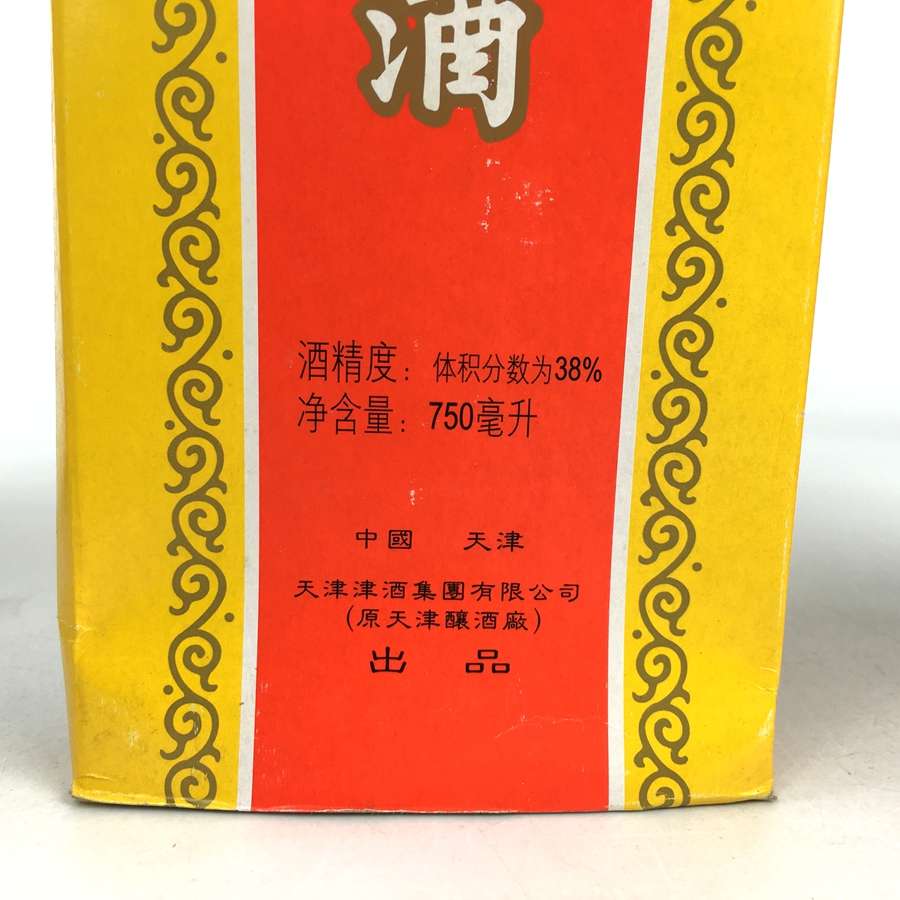 酒
酒精度：体积分数为38%
净含量：750毫升
中國 天津
天津津酒集團有限公司
(原天津釀酒廠)
出 品